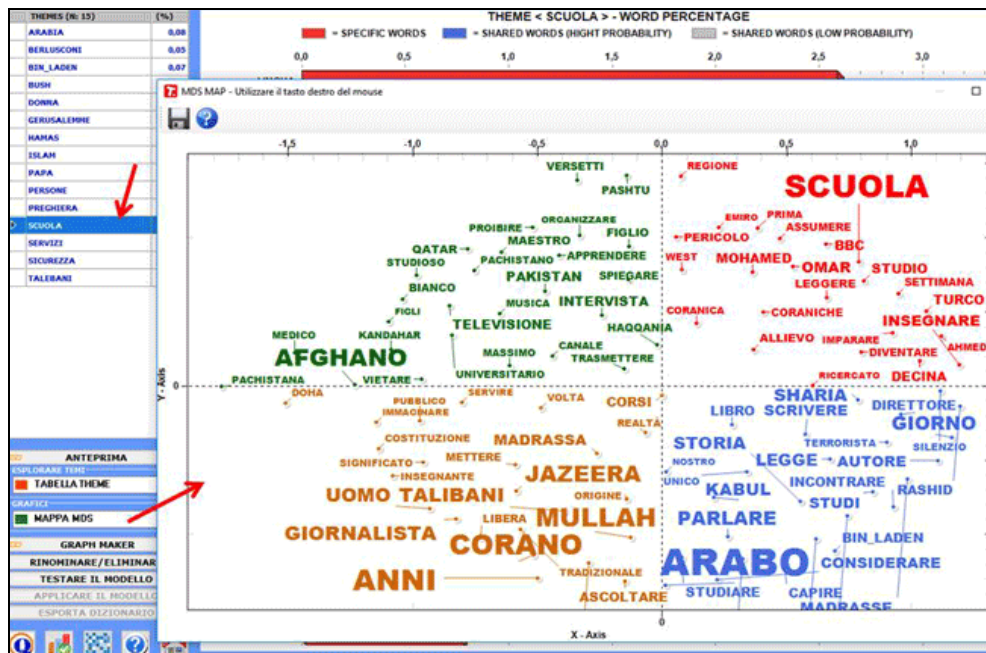 THEMES (N: 15) (%)
ARABIA 0,08
BERLUSCONI 0,05
BIN_LADEN 0,07
BUSH
DONNA
GERUSALEMME
HAMAS
ISLAM
PAPA
PERSONE
PREGHIERA
SCUOLA
SERVIZI
SICUREZZA
TALEBANI
ANTEPRIMA
ESPLORARE TEMI
TABELLA THEME
GRAFICI
MAPPA MDS
GRAPH MAKER
RINOMINARE/ELIMINAR
TESTARE IL MODELLO
APPLICARE IL MODELLO
ESPORTA DIZIONARIO
THEME < SCUOLA > - WORD PERCENTAGE
= SPECIFIC WORDS = SHARED WORDS (HIGHT PROBABILITY) = SHARED WORDS (LOW PROBABILITY)
0,0 0,5 1,0 1,5 2,0 2,5 3,0
MDS MAP - Utilizzare il tasto destro del mouse
-1,5 -1,0 -0,5 0,0 0,5 1,0
VERSETTI
PASHTU
ORGANIZZARE
PROIBIRE
MAESTRO
FIGLIO
QATAR
PACHISTANO
APPRENDERE
STUDIOSO
PAKISTAN
SPIEGARE
BIANCO
MUSICA
INTERVISTA
FIGLI
TELEVISIONE
HAQQANIA
MEDICO
KANDAHAR
MASSIMO
CANALE
AFGHANO
TRASMETTERE
UNIVERSITARIO
PACHISTANA
VIETARE
REGIONE
SCUOLA
EMIRO
PRIMA
ASSUMERE
PERICOLO
BBC
WEST
MOHAMED
OMAR
STUDIO
LEGGERE
SETTIMANA
TURCO
CORANICA
CORANICHE
INSEGNARE
ALLIEVO
IMPARARE
AHMED
DIVENTARE
RICERCATO
DECINA
Y - Axis
0
DOHA
PUBBLICO
SERVIRE
VOLTA
CORSI
IMMAGINARE
REALTÀ
COSTITUZIONE
MADRASSA
SIGNIFICATO
METTERE
INSEGNANTE
JAZEERA
UOMO
TALIBANI
ORIGINE
LIBERA
MULLAH
GIORNALISTA
CORANO
ANNI
TRADIZIONALE
ASCOLTARE
SHARIA
LIBRO
SCRIVERE
DIRETTORE
GIORNO
STORIA
TERRORISTA
SILENZIO
NOSTRO
LEGGE
AUTORE
UNICO
INCONTRARE
RASHID
KABUL
STUDI
PARLARE
BIN_LADEN
ARABO
CONSIDERARE
STUDIARE
CAPIRE
MADRASSE
0
X - Axis